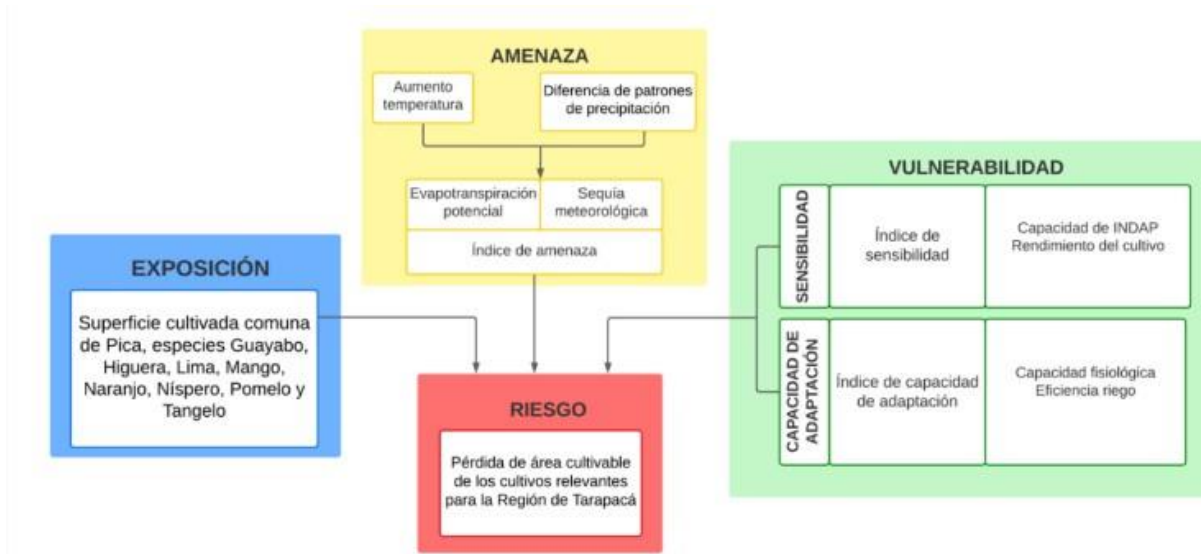 AMENAZA
Aumento
temperatura
Diferencia de patrones
de precipitación
Evapotranspiración
potencial
Sequía
meteorológica
Índice de amenaza
EXPOSICIÓN
Superficie cultivada comuna
de Pica, especies Guayabo,
Higuera, Lima, Mango,
Naranjo, Níspero, Pomelo y
Tangelo
VULNERABILIDAD
SENSIBILIDAD
Índice de
sensibilidad
Capacidad de INDAP
Rendimiento del cultivo
CAPACIDAD DE
ADAPTACIÓN
Índice de capacidad
de adaptación
Capacidad fisiológica
Eficiencia riego
RIESGO
Pérdida de área cultivable
de los cultivos relevantes
para la Región de Tarapacá